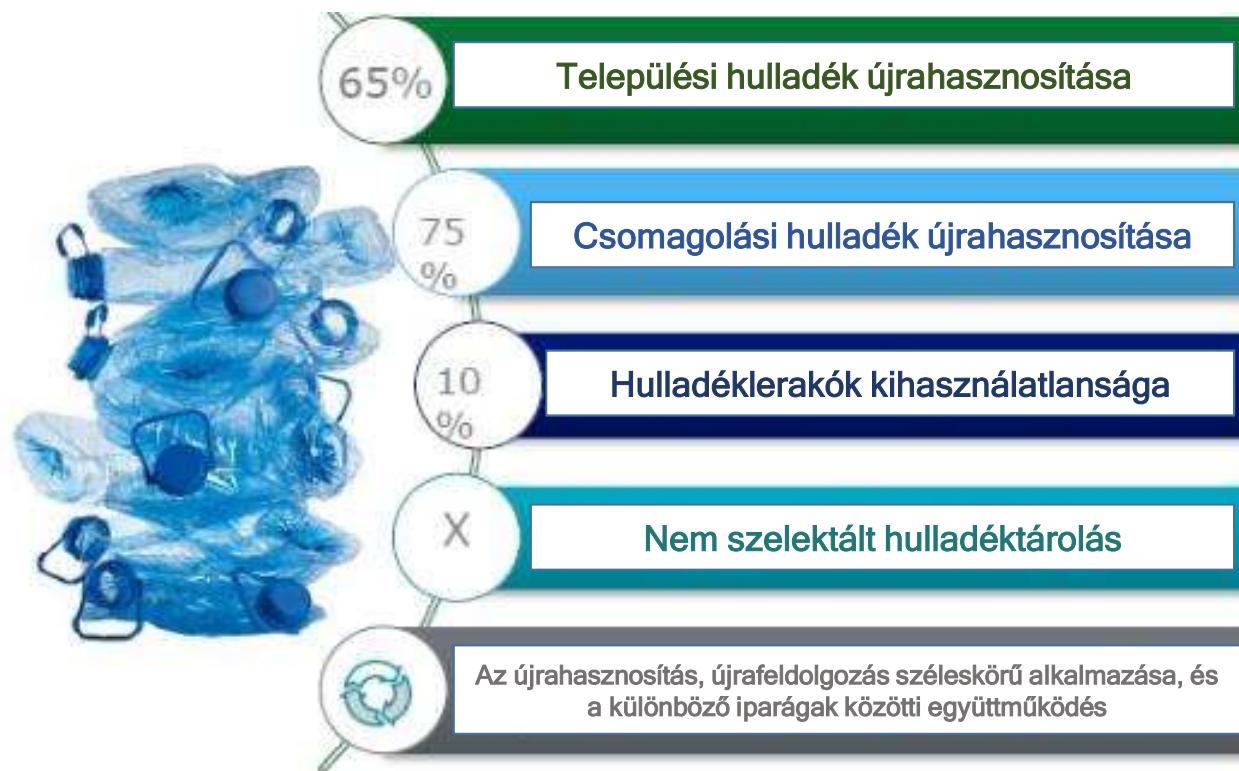 65%
Települési hulladék újrahasznosítása
75
%
Csomagolási hulladék újrahasznosítása
10
%
Hulladéklerakók kihasználatlansága
X
Nem szelektált hulladéktárolás
Az újrahasznosítás, újrafeldolgozás széleskörű alkalmazása, és
a különböző iparágak közötti együttműködés